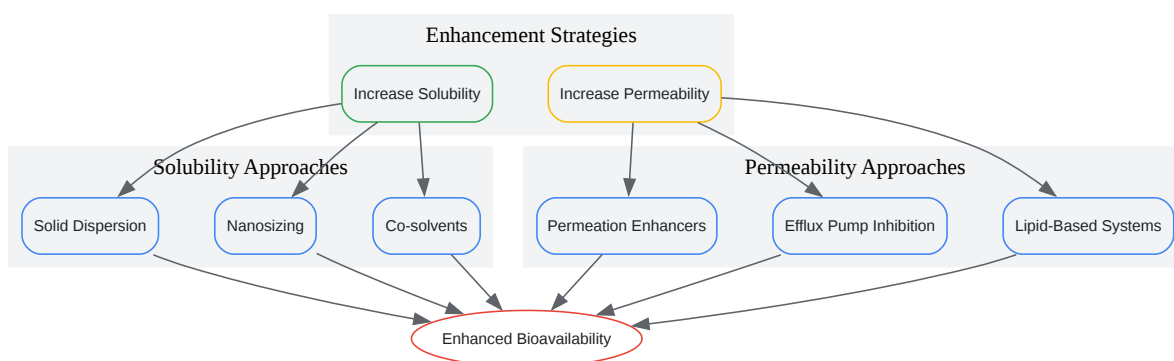 Enhancement Strategies
Increase Solubility
Increase Permeability
Solubility Approaches
Permeability Approaches
Solid Dispersion
Nanosizing
Co-solvents
Permeation Enhancers
Efflux Pump Inhibition
Lipid-Based Systems
Enhanced Bioavailability